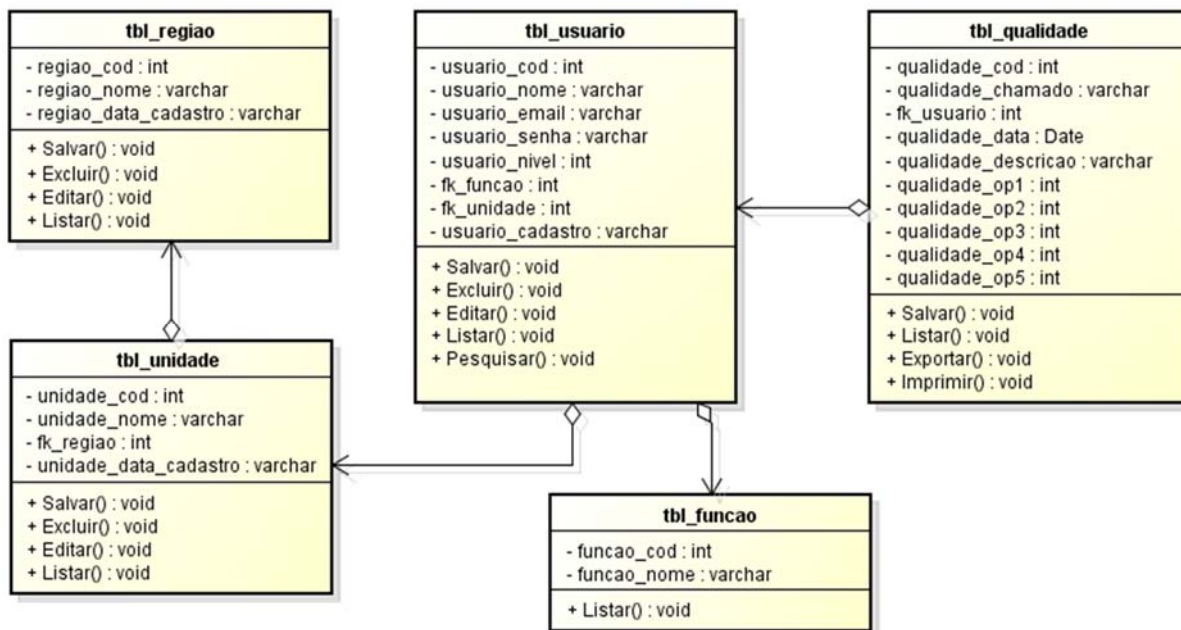 tbl_regiao
- regiao_cod : int
- regiao_nome : varchar
- regiao_data_cadastro : varchar
+ Salvar() : void
+ Excluir() : void
+ Editar() : void
+ Listar() : void
tbl_usuario
- usuario_cod : int
- usuario_nome : varchar
- usuario_email : varchar
- usuario_senha : varchar
- usuario_nivel : int
- fk_funcao : int
- fk_unidade : int
- usuario_cadastro : varchar
+ Salvar() : void
+ Excluir() : void
+ Editar() : void
+ Listar() : void
+ Pesquisar() : void
tbl_qualidade
- qualidade_cod : int
- qualidade_chamado : varchar
- fk_usuario : int
- qualidade_data : Date
- qualidade_descricao : varchar
- qualidade_op1 : int
- qualidade_op2 : int
- qualidade_op3 : int
- qualidade_op4 : int
- qualidade_op5 : int
+ Salvar() : void
+ Listar() : void
+ Exportar() : void
+ Imprimir() : void
tbl_unidade
- unidade_cod : int
- unidade_nome : varchar
- fk_regiao : int
- unidade_data_cadastro : varchar
+ Salvar() : void
+ Excluir() : void
+ Editar() : void
+ Listar() : void
tbl_funcao
- funcao_cod : int
- funcao_nome : varchar
+ Listar() : void